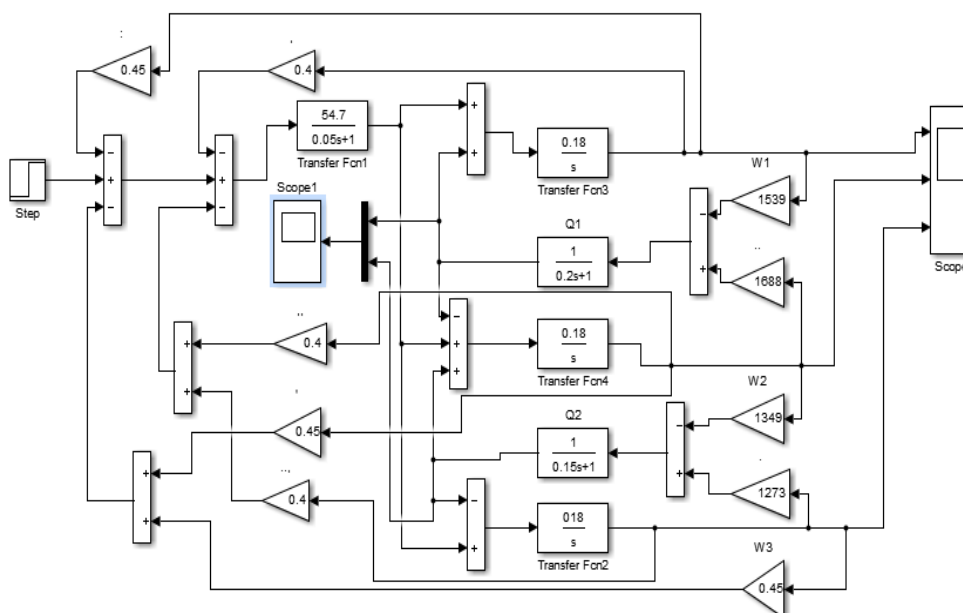 0.45
0.4
54.7
0.05s+1
Transfer Fcn1
Step
Scope1
0.18
s
Transfer Fcn3
W1
1539
Scope
Q1
1
0.2s+1
1688
0.4
0.18
s
Transfer Fcn4
W2
1349
0.45
Q2
1
0.15s+1
1273
0.4
018
s
Transfer Fcn2
W3
0.45